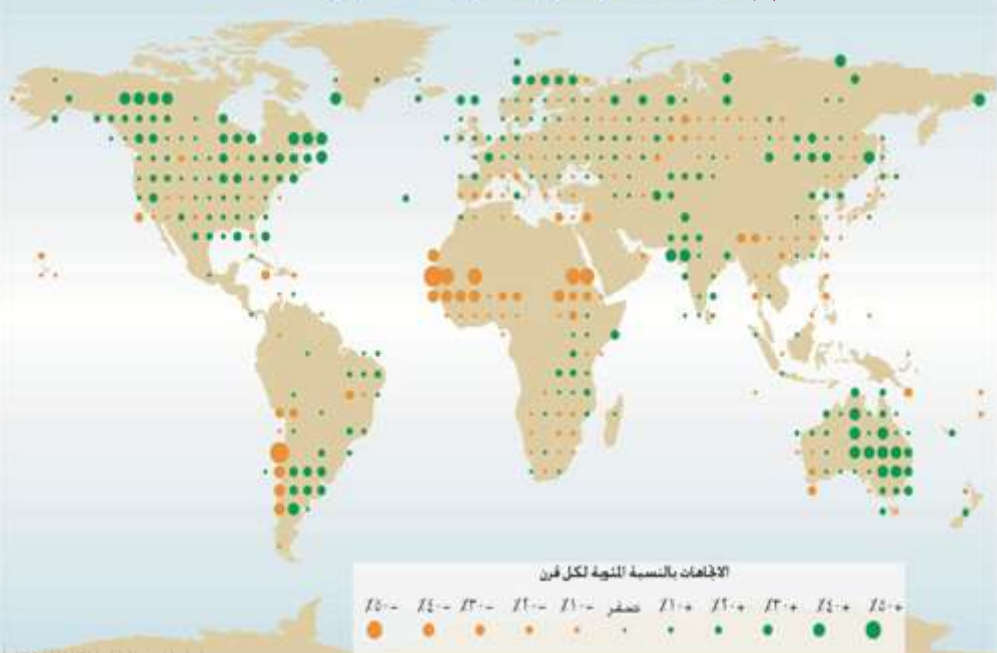 الاتجاهات بالنسبة المئوية لكل قرن
-٥٠٪ -٤٠٪ -٣٠٪ -٢٠٪ -١٠٪ صفر +١٠٪ +٢٠٪ +٣٠٪ +٤٠٪ +٥٠٪